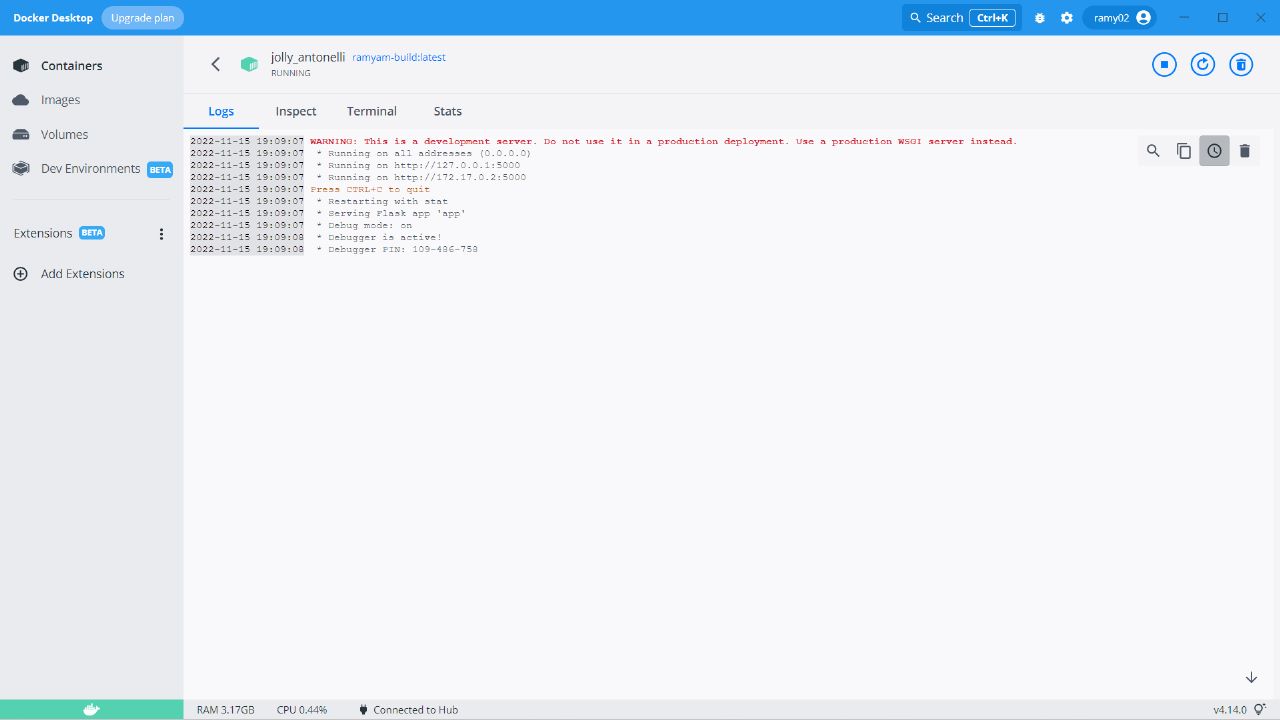 Docker Desktop Upgrade plan Search Ctrl+K ramy02
Containers
Images
Volumes
Dev Environments BETA
Extensions BETA
Add Extensions
jolly_antonelli ramyam-build:latest
RUNNING
Logs Inspect Terminal Stats
2022-11-15 19:09:07 WARNING: This is a development server. Do not use it in a production deployment. Use a production WSGI server instead.
2022-11-15 19:09:07 * Running on all addresses (0.0.0.0)
2022-11-15 19:09:07 * Running on http://127.0.0.1:5000
2022-11-15 19:09:07 * Running on http://172.17.0.2:5000
2022-11-15 19:09:07 Press CTRL+C to quit
2022-11-15 19:09:07 * Restarting with stat
2022-11-15 19:09:07 * Serving Flask app 'app'
2022-11-15 19:09:07 * Debug mode: on
2022-11-15 19:09:08 * Debugger is active!
2022-11-15 19:09:08 * Debugger PIN: 109-486-758
RAM 3.17GB CPU 0.44% Connected to Hub v4.14.0